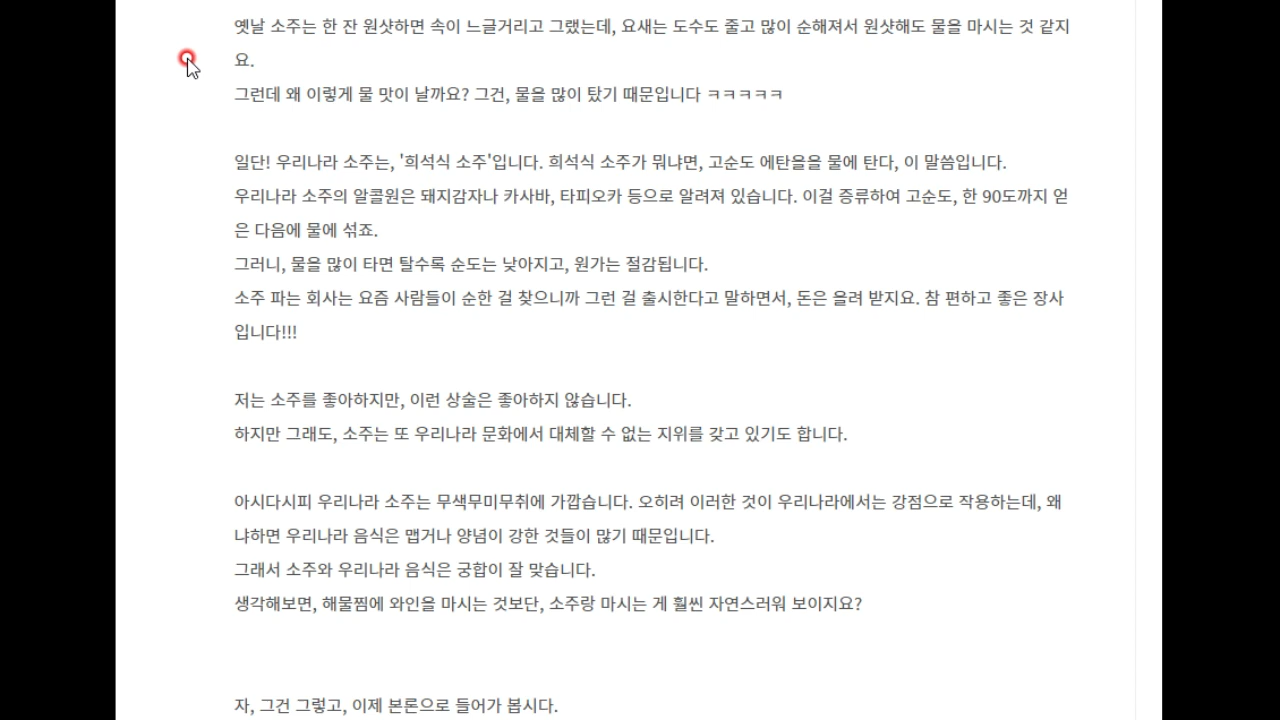 옛날 소주는 한 잔 원샷하면 속이 느글거리고 그랬는데, 요새는 도수도 줄고 많이 순해져서 원샷해도 물을 마시는 것 같지
요.
그런데 왜 이렇게 물 맛이 날까요? 그건, 물을 많이 탔기 때문입니다 ㅋㅋㅋㅋㅋ
일단! 우리나라 소주는, '희석식 소주'입니다. 희석식 소주가 뭐냐면, 고순도 에탄올을 물에 탄다, 이 말씀입니다.
우리나라 소주의 알콜원은 돼지감자나 카사바, 타피오카 등으로 알려져 있습니다. 이걸 증류하여 고순도, 한 90도까지 얻
은 다음에 물에 섞죠.
그러니, 물을 많이 타면 탈수록 순도는 낮아지고, 원가는 절감됩니다.
소주 파는 회사는 요즘 사람들이 순한 걸 찾으니까 그런 걸 출시한다고 말하면서, 돈은 올려 받지요. 참 편하고 좋은 장사
입니다!!!
저는 소주를 좋아하지만, 이런 상술은 좋아하지 않습니다.
하지만 그래도, 소주는 또 우리나라 문화에서 대체할 수 없는 지위를 갖고 있기도 합니다.
아시다시피 우리나라 소주는 무색무미무취에 가깝습니다. 오히려 이러한 것이 우리나라에서는 강점으로 작용하는데, 왜
냐하면 우리나라 음식은 맵거나 양념이 강한 것들이 많기 때문입니다.
그래서 소주와 우리나라 음식은 궁합이 잘 맞습니다.
생각해보면, 해물찜에 와인을 마시는 것보단, 소주랑 마시는 게 훨씬 자연스러워 보이지요?
자, 그건 그렇고, 이제 본론으로 들어가 봅시다.